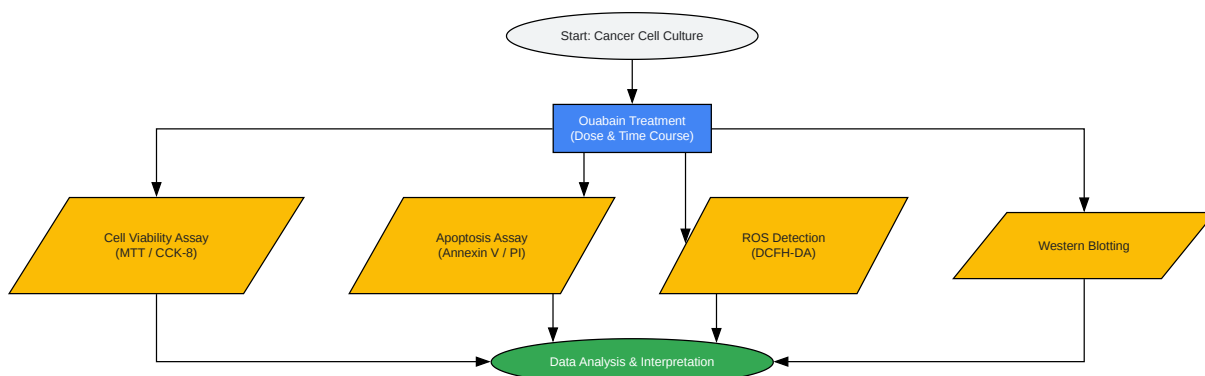 Start: Cancer Cell Culture
Ouabain Treatment
(Dose & Time Course)
Cell Viability Assay
(MTT / CCK-8)
Apoptosis Assay
(Annexin V / PI)
ROS Detection
(DCFH-DA)
Western Blotting
Data Analysis & Interpretation